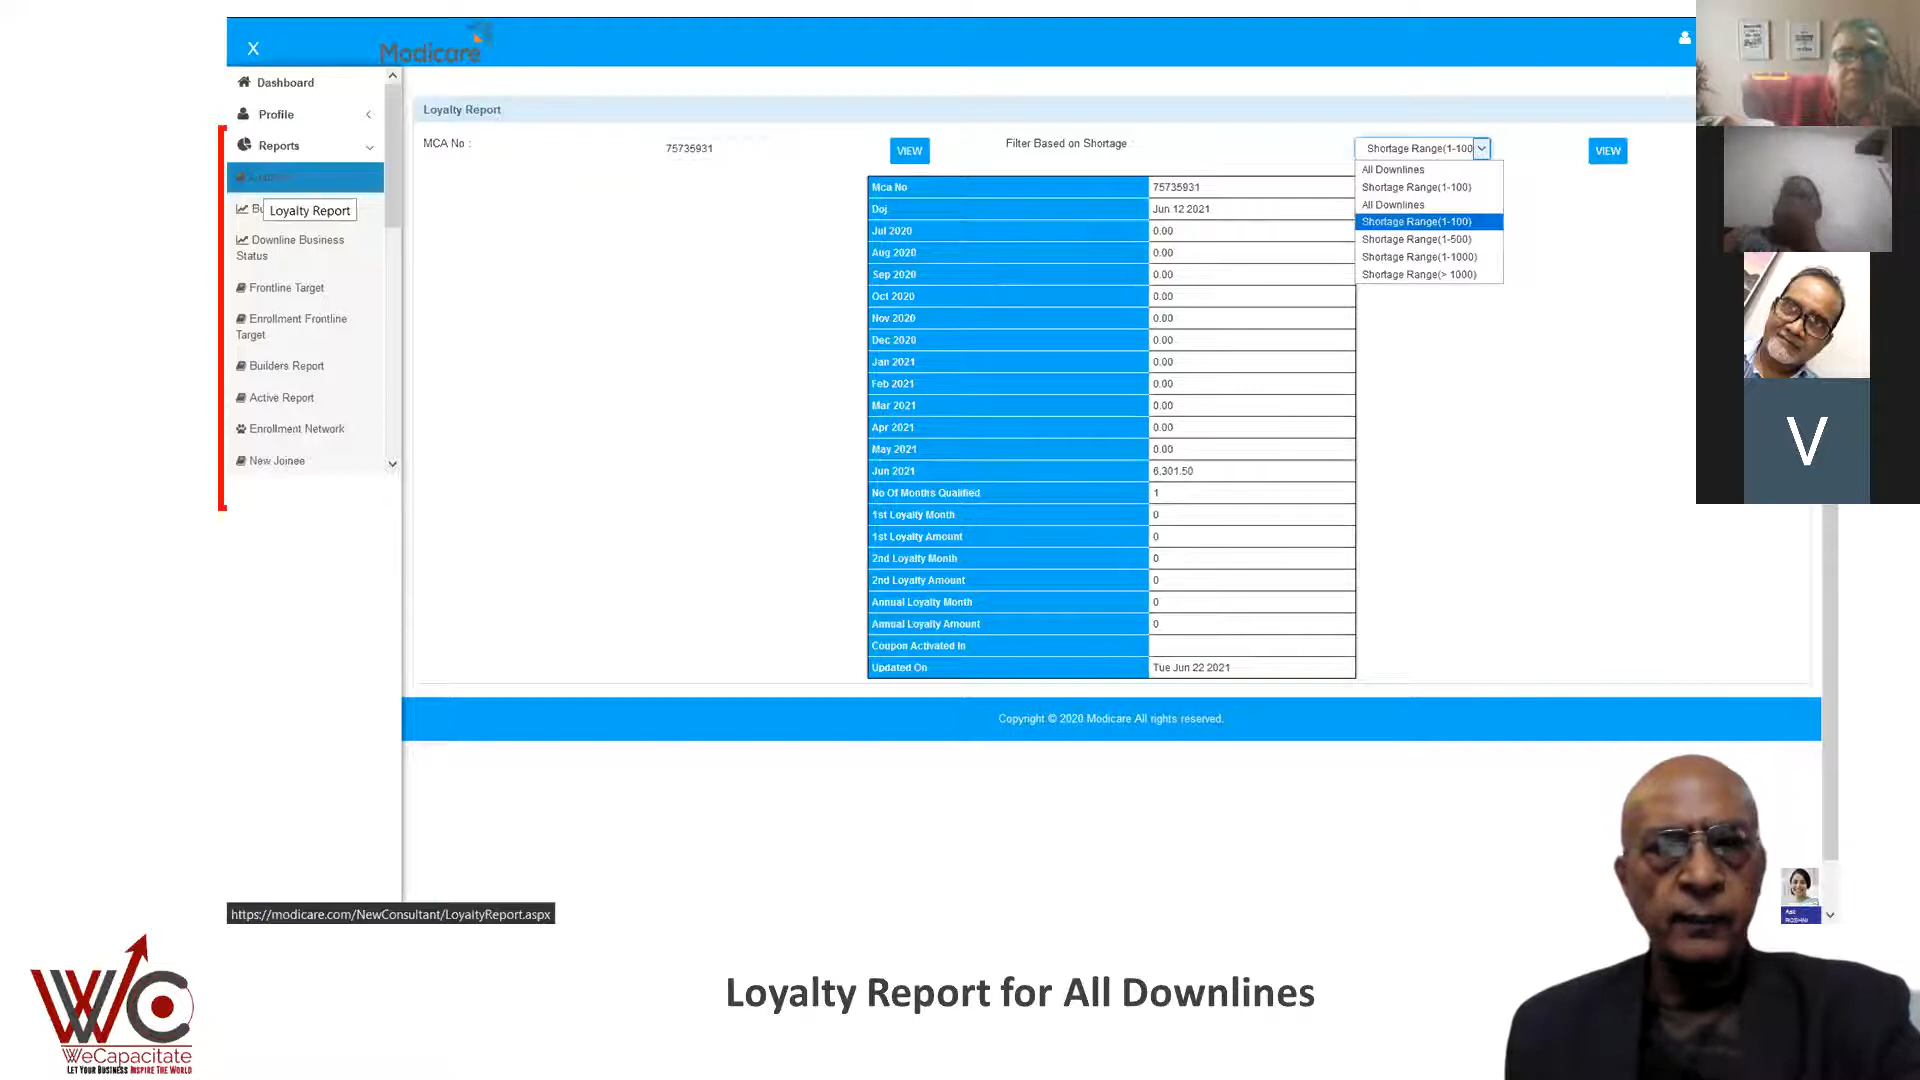 X
Modicare
Dashboard
Profile
Reports
Loyalty Report
Downline Business
Status
Frontline Target
Enrollment Frontline
Target
Builders Report
Active Report
Enrollment Network
New Joinee
Loyalty Report
MCA No :
75735931
VIEW
Filter Based on Shortage
Shortage Range(1-100
VIEW
All Downlines
Shortage Range(1-100)
All Downlines
Shortage Range(1-100)
Shortage Range(1-500)
Shortage Range(1-1000)
Shortage Range(> 1000)
Mca No 75735931
Doj Jun 12 2021
Jul 2020 0.00
Aug 2020 0.00
Sep 2020 0.00
Oct 2020 0.00
Nov 2020 0.00
Dec 2020 0.00
Jan 2021 0.00
Feb 2021 0.00
Mar 2021 0.00
Apr 2021 0.00
May 2021 0.00
Jun 2021 6,301.50
No Of Months Qualified 1
1st Loyalty Month 0
1st Loyalty Amount 0
2nd Loyalty Month 0
2nd Loyalty Amount 0
Annual Loyalty Month 0
Annual Loyalty Amount 0
Coupon Activated In
Updated On Tue Jun 22 2021
V
Copyright © 2020 Modicare All rights reserved.
Ask
ROSHNI
https://modicare.com/NewConsultant/LoyaltyReport.aspx
WC
WeCapacitate
LET YOUR BUSINESS INSPIRE THE WORLD
Loyalty Report for All Downlines